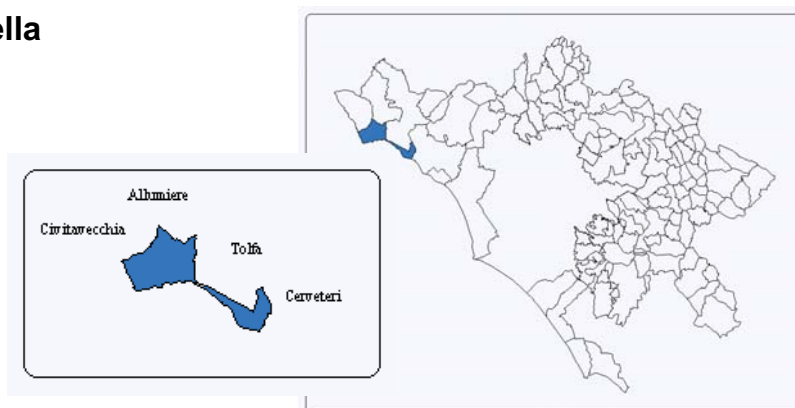 ella
Allumiere
Civitavecchia
Tolfa
Cerveteri